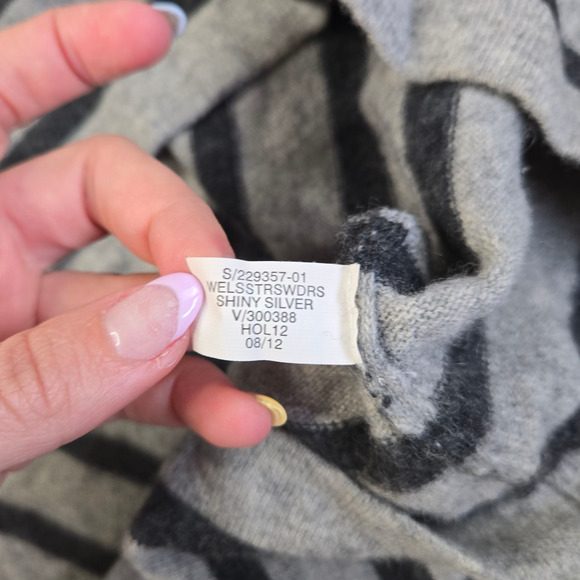 S/229357-01
WELSSTRSWDRS
SHINY SILVER
V/300388
HOL12
08/12